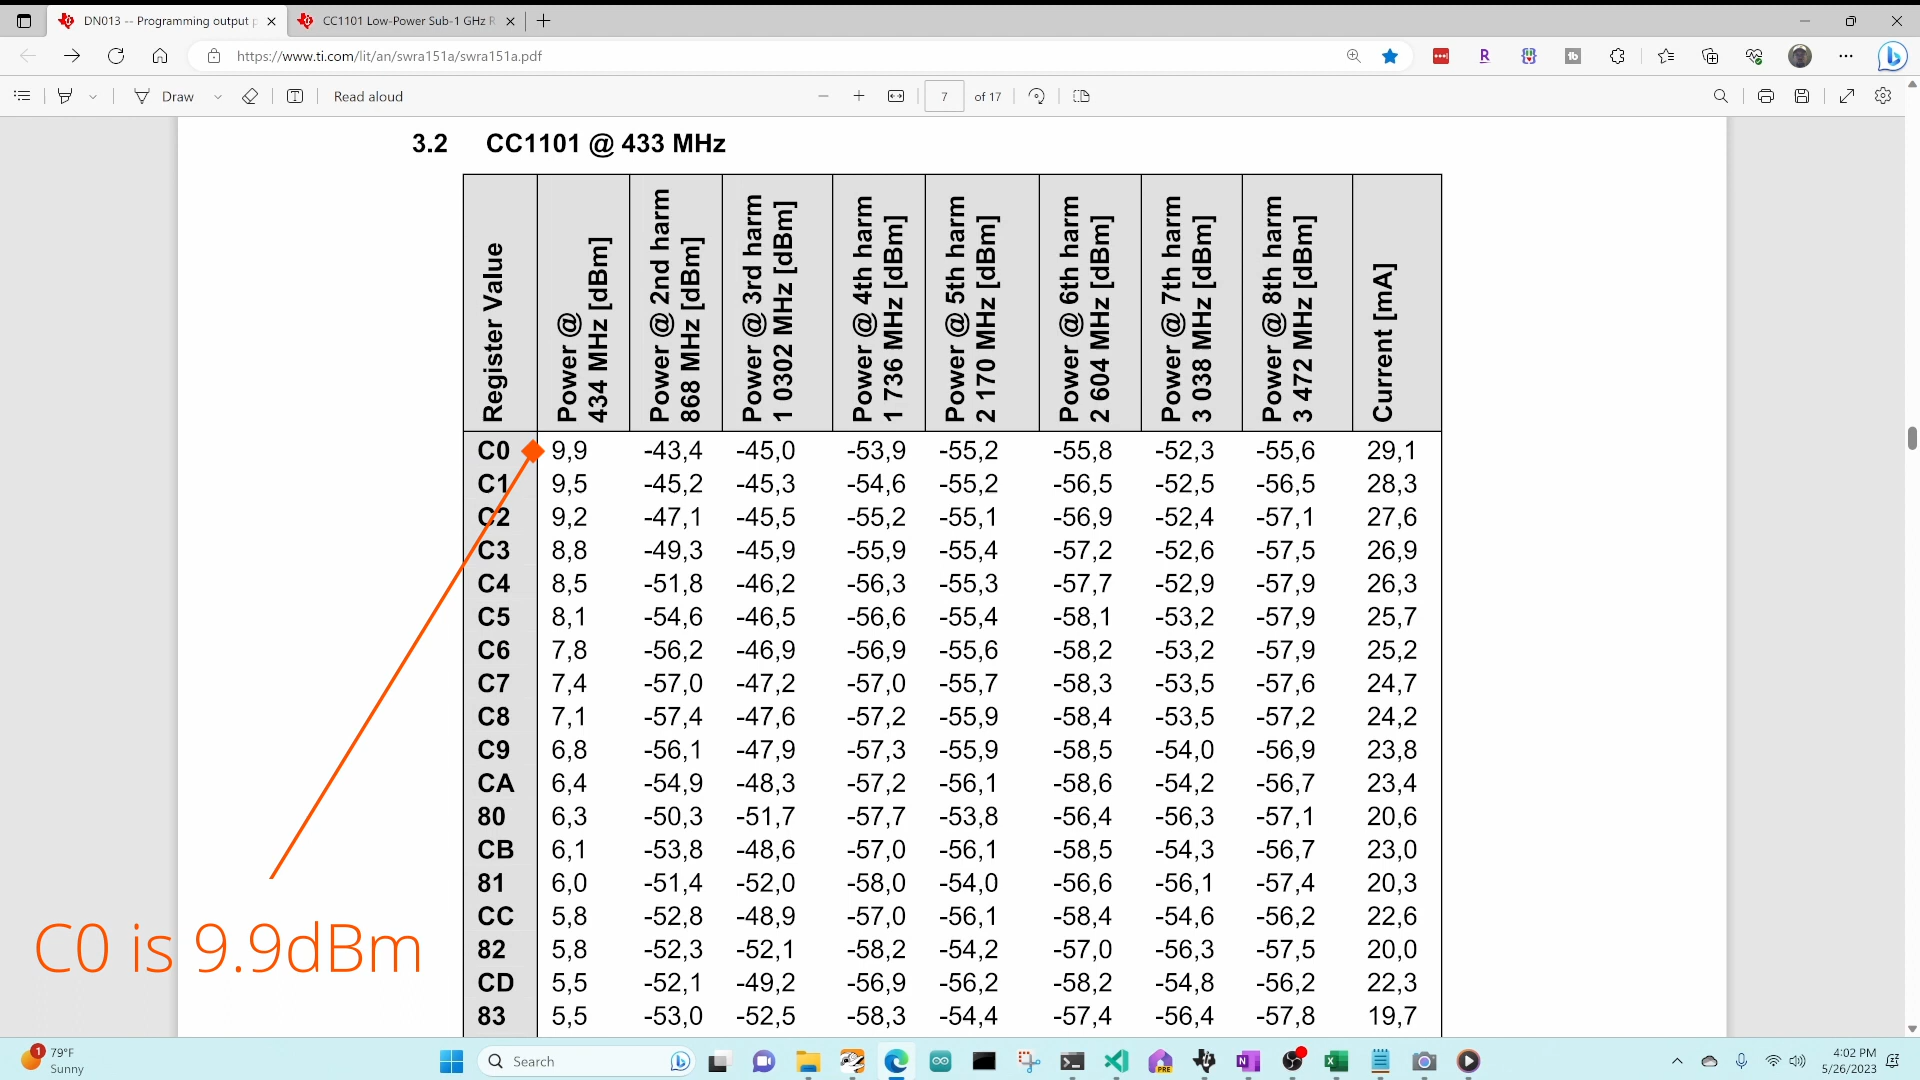 DN013 -- Programming output p
CC1101 Low-Power Sub-1 GHz R
https://www.ti.com/lit/an/swra151a/swra151a.pdf
Draw
Read aloud
7 of 17
3.2 CC1101 @ 433 MHz
Register Value
Power @
434 MHz [dBm]
Power @ 2nd harm
868 MHz [dBm]
Power @ 3rd harm
1 0302 MHz [dBm]
Power @ 4th harm
1 736 MHz [dBm]
Power @ 5th harm
2 170 MHz [dBm]
Power @ 6th harm
2 604 MHz [dBm]
Power @ 7th harm
3 038 MHz [dBm]
Power @ 8th harm
3 472 MHz [dBm]
Current [mA]
C0 9,9 -43,4 -45,0 -53,9 -55,2 -55,8 -52,3 -55,6 29,1
C1 9,5 -45,2 -45,3 -54,6 -55,2 -56,5 -52,5 -56,5 28,3
C2 9,2 -47,1 -45,5 -55,2 -55,1 -56,9 -52,4 -57,1 27,6
C3 8,8 -49,3 -45,9 -55,9 -55,4 -57,2 -52,6 -57,5 26,9
C4 8,5 -51,8 -46,2 -56,3 -55,3 -57,7 -52,9 -57,9 26,3
C5 8,1 -54,6 -46,5 -56,6 -55,4 -58,1 -53,2 -57,9 25,7
C6 7,8 -56,2 -46,9 -56,9 -55,6 -58,2 -53,2 -57,9 25,2
C7 7,4 -57,0 -47,2 -57,0 -55,7 -58,3 -53,5 -57,6 24,7
C8 7,1 -57,4 -47,6 -57,2 -55,9 -58,4 -53,5 -57,2 24,2
C9 6,8 -56,1 -47,9 -57,3 -55,9 -58,5 -54,0 -56,9 23,8
CA 6,4 -54,9 -48,3 -57,2 -56,1 -58,6 -54,2 -56,7 23,4
80 6,3 -50,3 -51,7 -57,7 -53,8 -56,4 -56,3 -57,1 20,6
CB 6,1 -53,8 -48,6 -57,0 -56,1 -58,5 -54,3 -56,7 23,0
81 6,0 -51,4 -52,0 -58,0 -54,0 -56,6 -56,1 -57,4 20,3
CC 5,8 -52,8 -48,9 -57,0 -56,1 -58,4 -54,6 -56,2 22,6
82 5,8 -52,3 -52,1 -58,2 -54,2 -57,0 -56,3 -57,5 20,0
CD 5,5 -52,1 -49,2 -56,9 -56,2 -58,2 -54,8 -56,2 22,3
83 5,5 -53,0 -52,5 -58,3 -54,4 -57,4 -56,4 -57,8 19,7
C0 is 9.9dBm
1
79°F
Sunny
Search
PRE
4:02 PM
5/26/2023